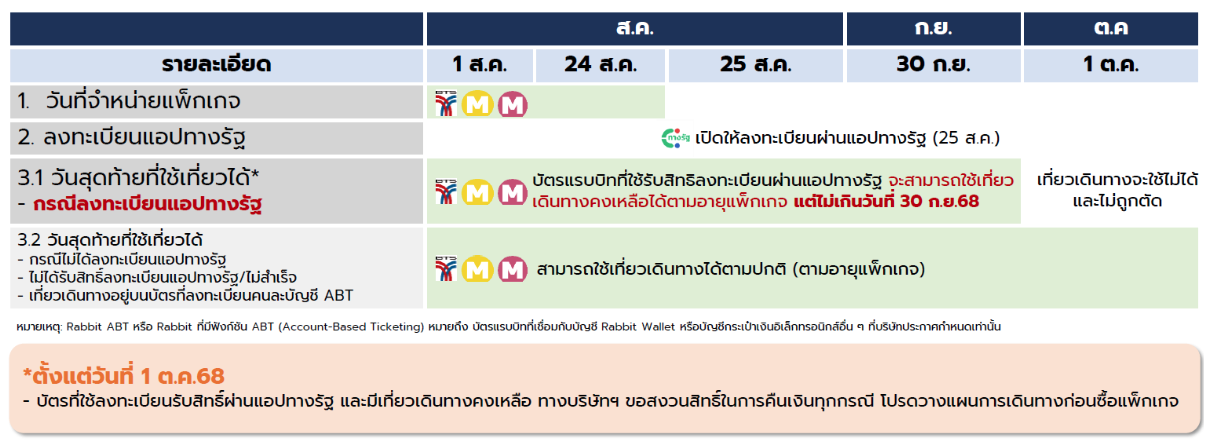 ส.ค. ก.ย. ต.ค
รายละเอียด 1 ส.ค. 24 ส.ค. 25 ส.ค. 30 ก.ย. 1 ต.ค.
1. วันที่จำหน่ายแพ็กเกจ BTS M M
2. ลงทะเบียนแอปทางรัฐ ทางรัฐ เปิดให้ลงทะเบียนผ่านแอปทางรัฐ (25 ส.ค.)
3.1 วันสุดท้ายที่ใช้เที่ยวได้*
- กรณีลงทะเบียนแอปทางรัฐ
BTS M M
บัตรแรบบิทที่ใช้รับสิทธิลงทะเบียนผ่านแอปทางรัฐ จะสามารถใช้เที่ยว
เดินทางคงเหลือได้ตามอายุแพ็กเกจ แต่ไม่เกินวันที่ 30 ก.ย.68
เที่ยวเดินทางจะใช้ไม่ได้
และไม่ถูกตัด
3.2 วันสุดท้ายที่ใช้เที่ยวได้
- กรณีไม่ได้ลงทะเบียนแอปทางรัฐ
- ไม่ได้รับสิทธิ์ลงทะเบียนแอปทางรัฐ/ไม่สำเร็จ
- เที่ยวเดินทางอยู่บนบัตรที่ลงทะเบียนคนละบัญชี ABT
BTS M M สามารถใช้เที่ยวเดินทางได้ตามปกติ (ตามอายุแพ็กเกจ)
หมายเหตุ: Rabbit ABT หรือ Rabbit ที่มีฟังก์ชัน ABT (Account-Based Ticketing) หมายถึง บัตรแรบบิทที่เชื่อมกับบัญชี Rabbit Wallet หรือบัญชีกระเป๋าเงินอิเล็กทรอนิกส์อื่น ๆ ที่บริษัทประกาศกำหนดเท่านั้น
*ตั้งแต่วันที่ 1 ต.ค.68
- บัตรที่ใช้ลงทะเบียนรับสิทธิ์ผ่านแอปทางรัฐ และมีเที่ยวเดินทางคงเหลือ ทางบริษัทฯ ขอสงวนสิทธิ์ในการคืนเงินทุกกรณี โปรดวางแผนการเดินทางก่อนซื้อแพ็กเกจ